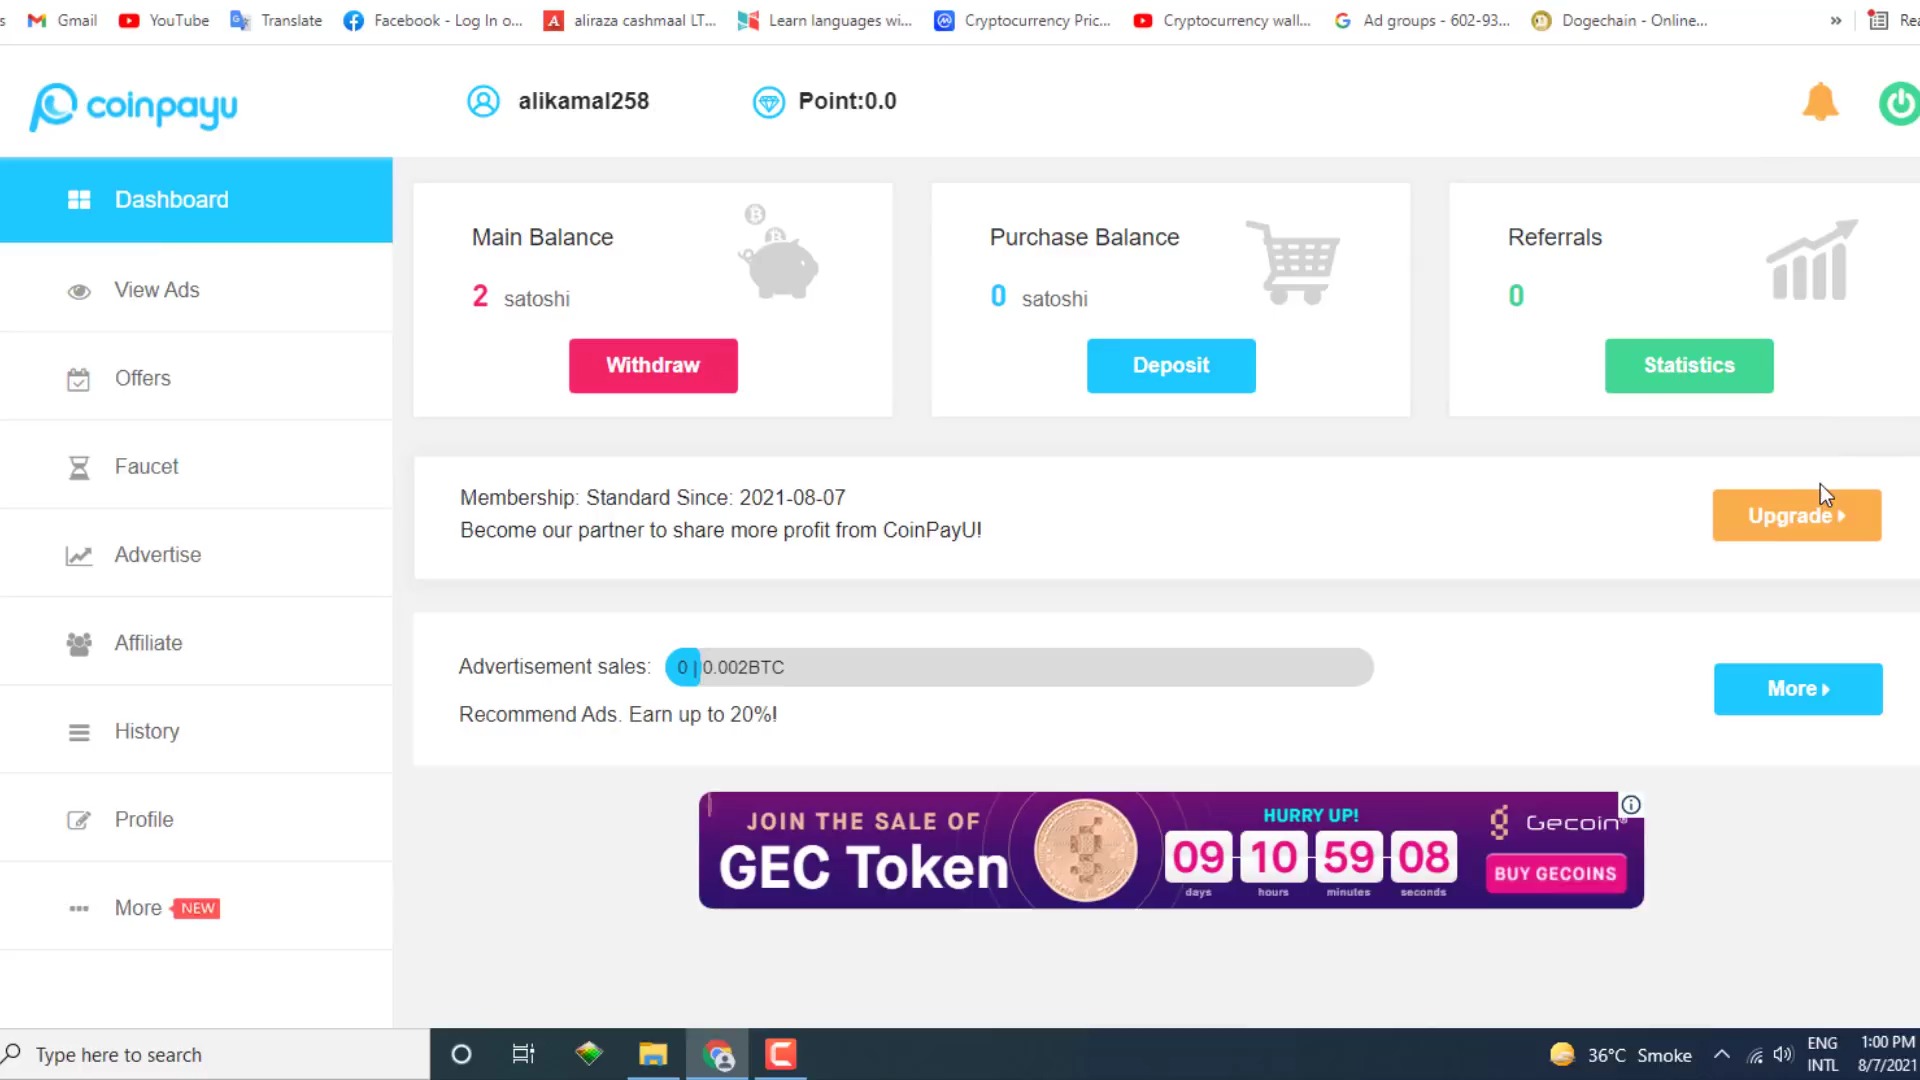 Gmail YouTube Translate Facebook - Log In o... aliraza cashmaal LT... Learn languages wi... Cryptocurrency Pric... Cryptocurrency wall... Ad groups - 602-93... Dogechain - Online... »
coinpayu alikamal258 Point:0.0
Dashboard
View Ads
Offers
Faucet
Advertise
Affiliate
History
Profile
More NEW
Main Balance
2 satoshi
Withdraw
Purchase Balance
0 satoshi
Deposit
Referrals
0
Statistics
Membership: Standard Since: 2021-08-07
Become our partner to share more profit from CoinPayU!
Upgrade
Advertisement sales: 0 | 0.002BTC
Recommend Ads. Earn up to 20%!
More
JOIN THE SALE OF
GEC Token
HURRY UP!
09 10 59 08
days hours minutes seconds
Gecoin
BUY GECOINS
Type here to search
36°C Smoke
ENG
INTL
1:00 PM
8/7/2021